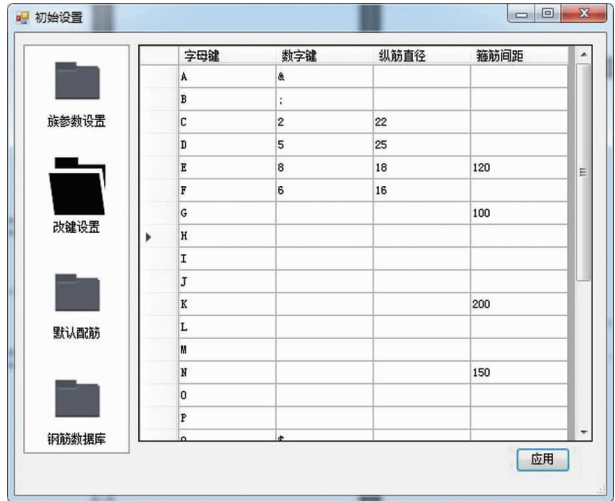 初始设置
族参数设置
改键设置
默认配筋
钢筋数据库
字母键 数字键 纵筋直径 箍筋间距
A &
B ;
C 2 22
D 5 25
E 8 18 120
F 6 16
G 100
H
I
J
K 200
L
M
N 150
O
P
应用